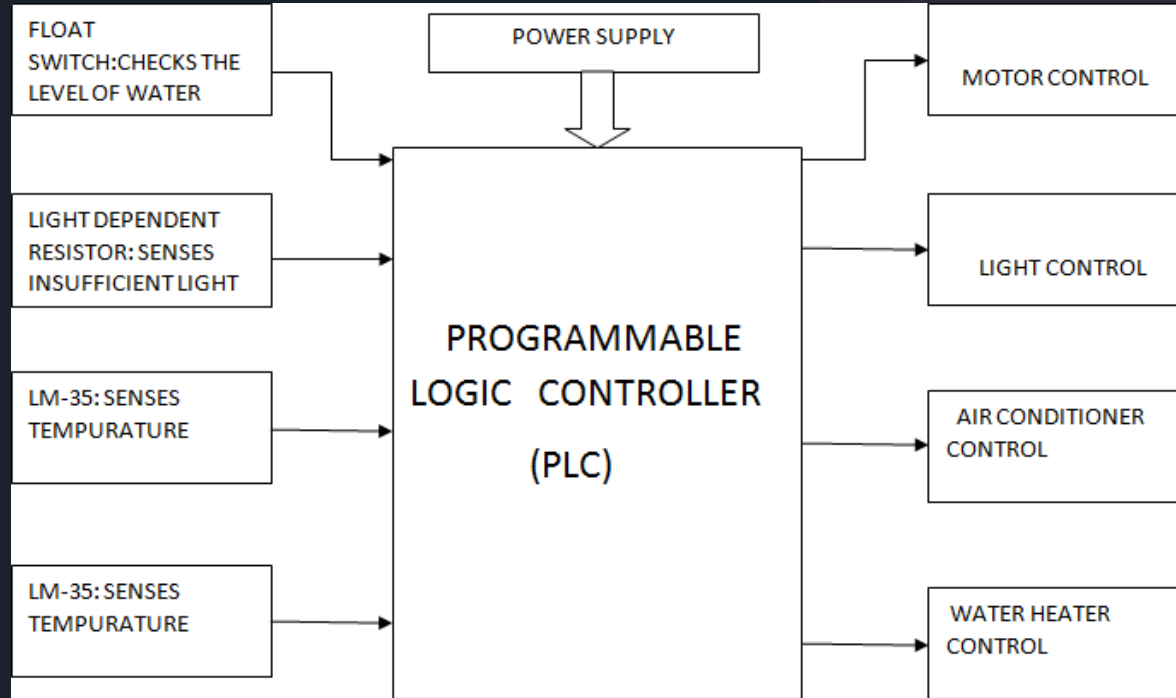 FLOAT
SWITCH:CHECKS THE
LEVEL OF WATER
POWER SUPPLY
MOTOR CONTROL
LIGHT DEPENDENT
RESISTOR: SENSES
INSUFFICIENT LIGHT
LIGHT CONTROL
PROGRAMMABLE
LOGIC CONTROLLER
(PLC)
LM-35: SENSES
TEMPURATURE
AIR CONDITIONER
CONTROL
LM-35: SENSES
TEMPURATURE
WATER HEATER
CONTROL